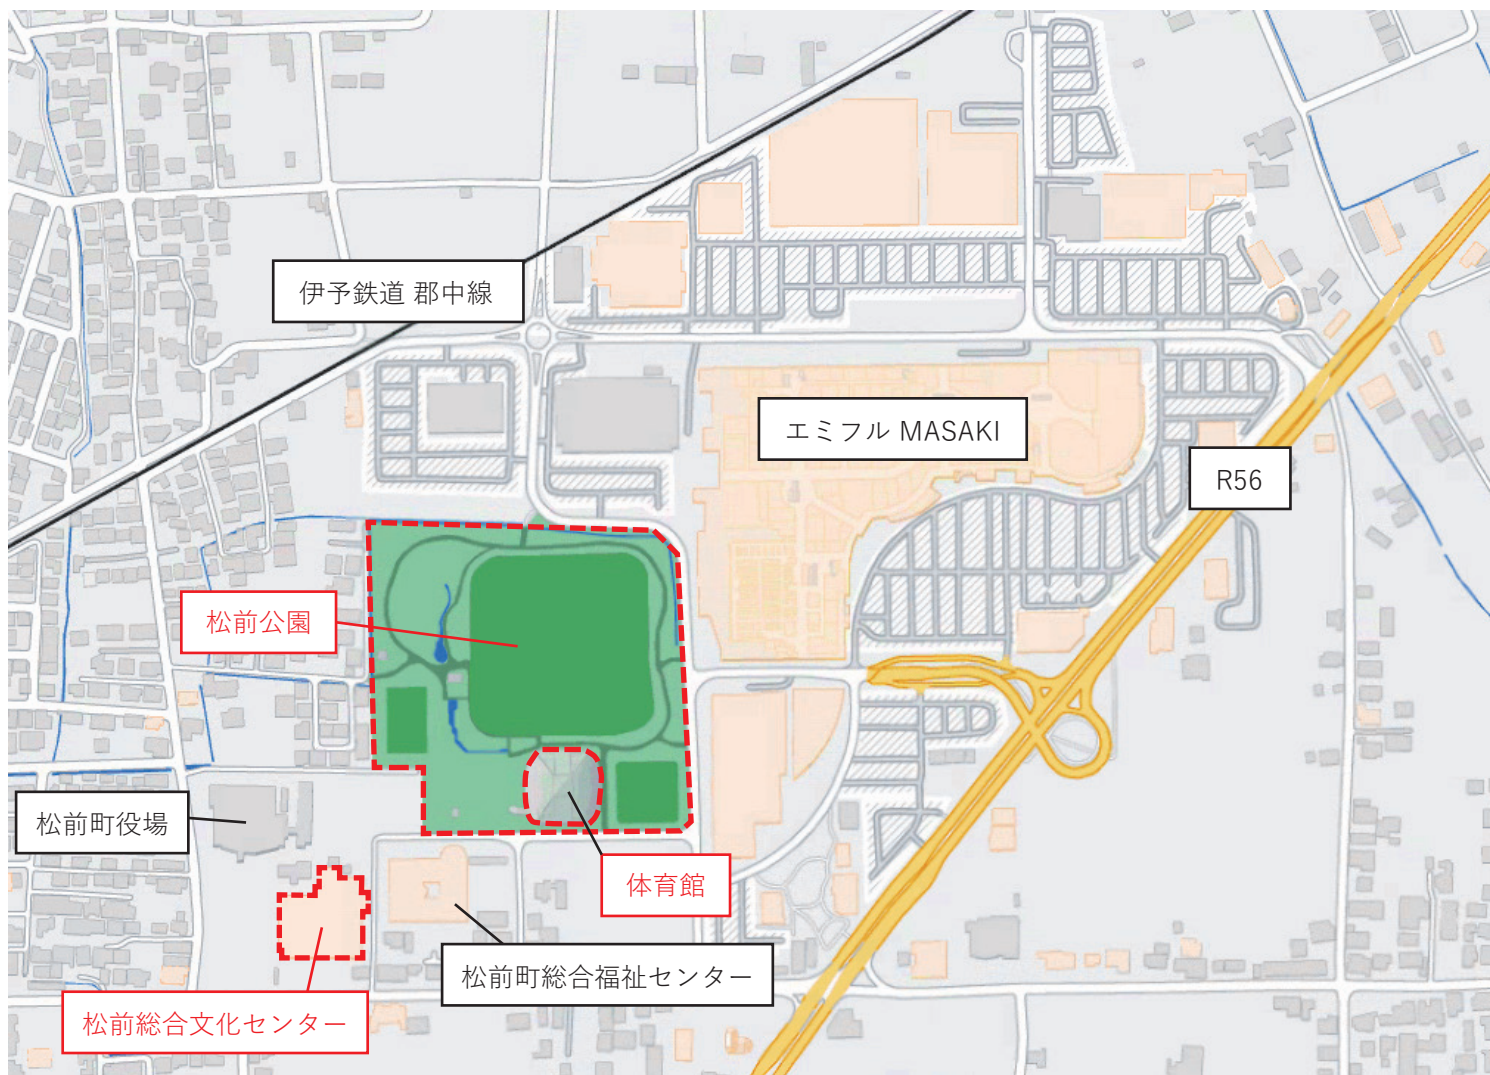 伊予鉄道 郡中線
エミフル MASAKI
R56
松前公園
松前町役場
体育館
松前町総合福祉センター
松前総合文化センター